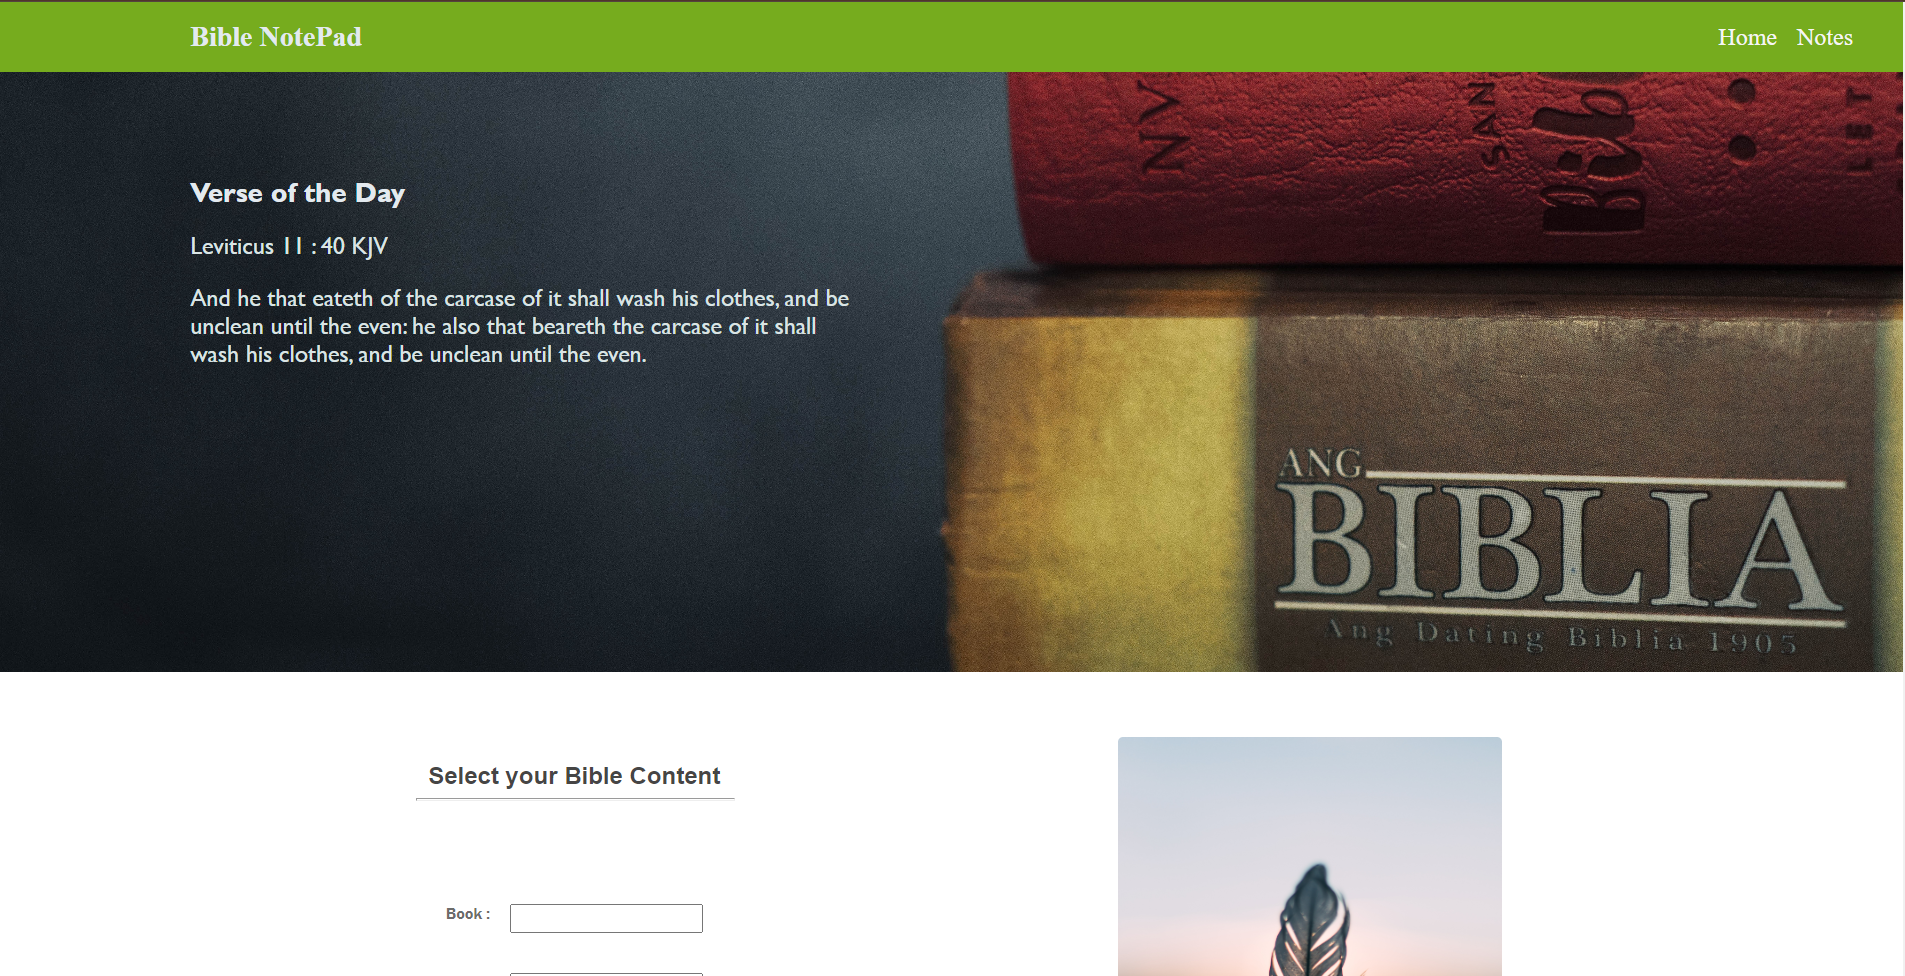 Bible NotePad
Home Notes
Verse of the Day
Leviticus 11 : 40 KJV
And he that eateth of the carcase of it shall wash his clothes, and be
unclean until the even: he also that beareth the carcase of it shall
wash his clothes, and be unclean until the even.
NV
SAN
Bib
LET
ANG
BIBLIA
Ang Dating Biblia 1905
Select your Bible Content
Book :